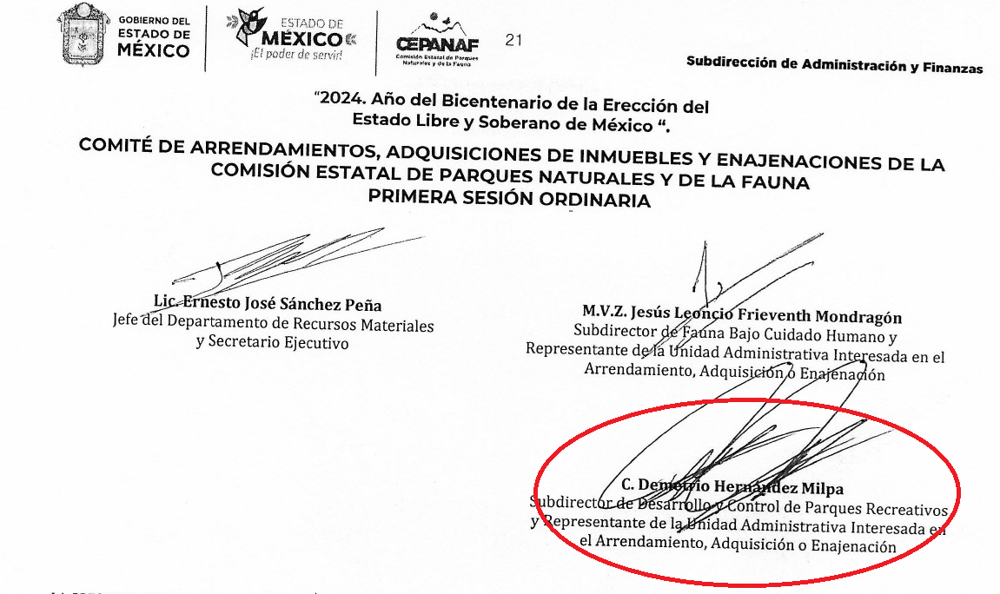 GOBIERNO DEL
ESTADO DE
MÉXICO
ESTADO DE
MÉXICO
¡El poder de servir!
CEPANAF
Comisión Estatal de Parques
Naturales y de la Fauna
21
Subdirección de Administración y Finanzas
"2024. Año del Bicentenario de la Erección del
Estado Libre y Soberano de México “.
COMITÉ DE ARRENDAMIENTOS, ADQUISICIONES DE INMUEBLES Y ENAJENACIONES DE LA
COMISIÓN ESTATAL DE PARQUES NATURALES Y DE LA FAUNA
PRIMERA SESIÓN ORDINARIA
Lic. Ernesto José Sánchez Peña
Jefe del Departamento de Recursos Materiales
y Secretario Ejecutivo
M.V.Z. Jesús Leoncio Frieventh Mondragón
Subdirector de Fauna Bajo Cuidado Humano y
Representante de la Unidad Administrativa Interesada en el
Arrendamiento, Adquisición o Enajenación
C. Demetrio Hernández Milpa
Subdirector de Desarrollo y Control de Parques Recreativos
y Representante de la Unidad Administrativa Interesada en
el Arrendamiento, Adquisición o Enajenación